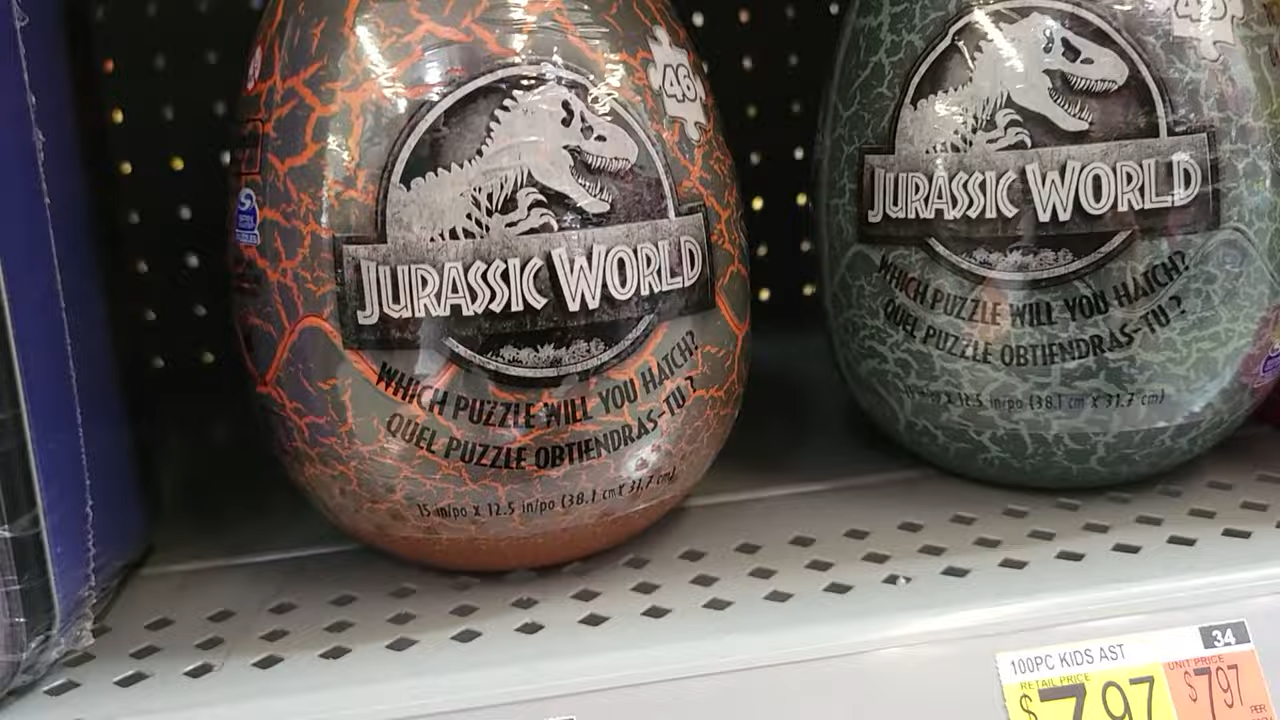 46
JURASSIC WORLD
WHICH PUZZLE WILL YOU HATCH?
QUEL PUZZLE OBTIENDRAS-TU ?
15 in/po x 12.5 in/po (38.1 cm x 31.7 cm)
JURASSIC WORLD
WHICH PUZZLE WILL YOU HATCH?
QUEL PUZZLE OBTIENDRAS-TU ?
x 12.5 in/po (38.1 cm x 31.7 cm)
34
100PC KIDS AST
RETAIL PRICE
$7.97
UNIT PRICE
$7.97
PER